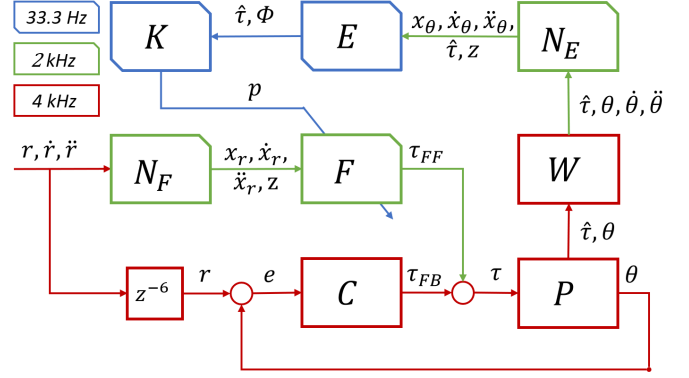 33.3 Hz
2 kHz
4 kHz
K
τ̂, Φ
E
x_θ, ẋ_θ, ẍ_θ,
τ̂, z
N_E
p
τ̂, θ, θ̇, θ̈
r, ṙ, r̈
N_F
x_r, ẋ_r,
ẍ_r, z
F
τ_FF
W
τ̂, θ
z⁻⁶
r
e
C
τ_FB
τ
P
θ